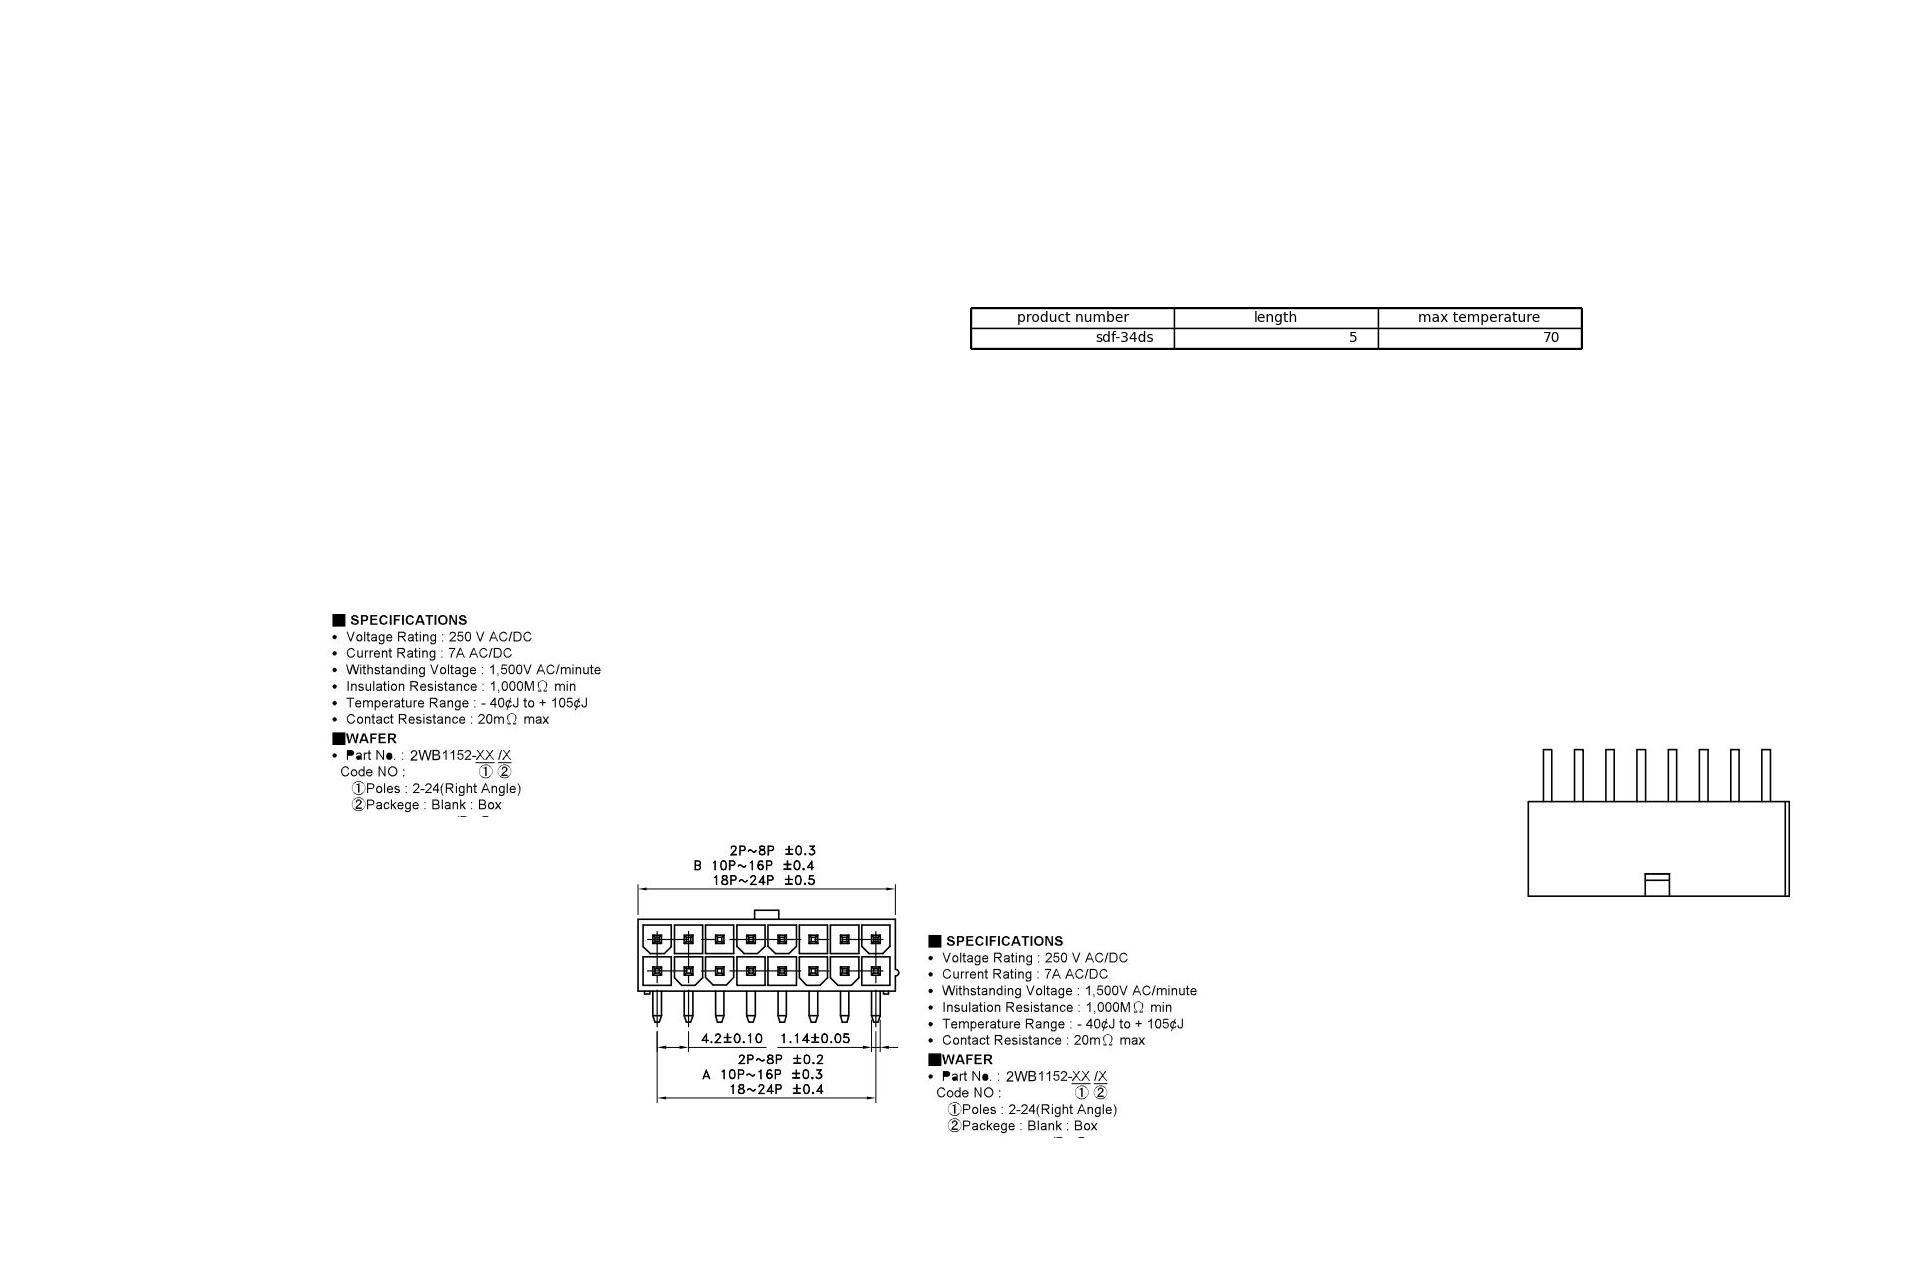 product number length max temperature
sdf-34ds 5 70
■ SPECIFICATIONS
• Voltage Rating : 250 V AC/DC
• Current Rating : 7A AC/DC
• Withstanding Voltage : 1,500V AC/minute
• Insulation Resistance : 1,000MΩ min
• Temperature Range : - 40¢J to + 105¢J
• Contact Resistance : 20mΩ max
■WAFER
• Part No. : 2WB1152-XX /X
Code NO : ① ②
①Poles : 2-24(Right Angle)
②Packege : Blank : Box
2P~8P ±0.3
B 10P~16P ±0.4
18P~24P ±0.5
4.2±0.10 1.14±0.05
2P~8P ±0.2
A 10P~16P ±0.3
18~24P ±0.4
■ SPECIFICATIONS
• Voltage Rating : 250 V AC/DC
• Current Rating : 7A AC/DC
• Withstanding Voltage : 1,500V AC/minute
• Insulation Resistance : 1,000MΩ min
• Temperature Range : - 40¢J to + 105¢J
• Contact Resistance : 20mΩ max
■WAFER
• Part No. : 2WB1152-XX /X
Code NO : ① ②
①Poles : 2-24(Right Angle)
②Packege : Blank : Box